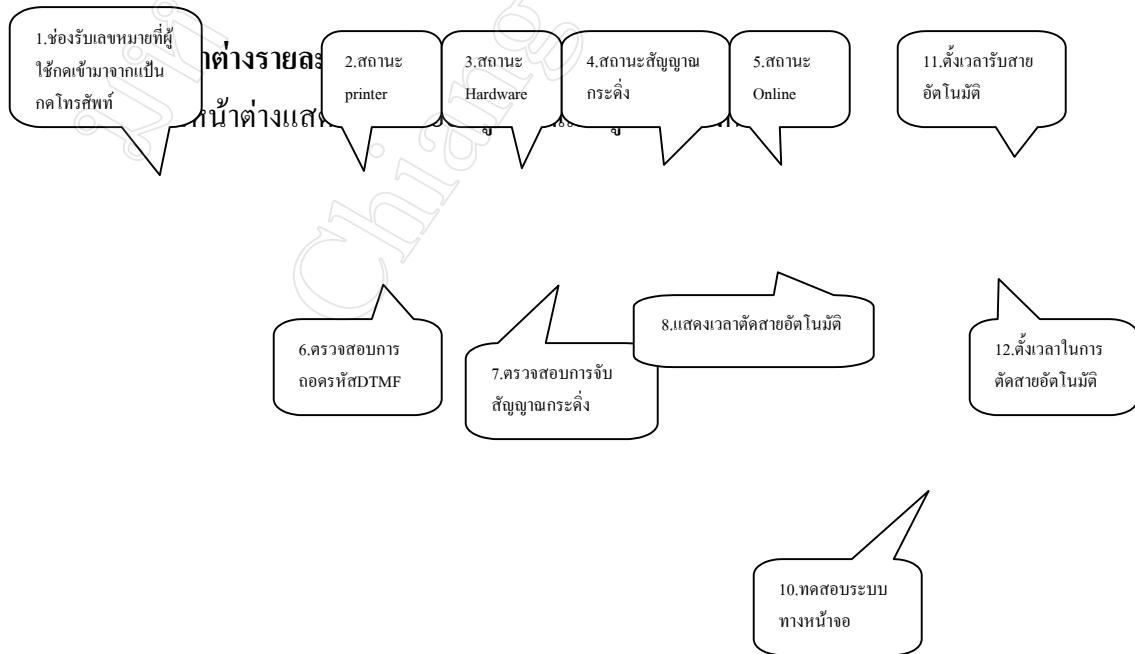 1.ช่องรับเลขหมายที่ผู้
ใช้กดเข้ามาจากแป้น
กดโทรศัพท์
2.สถานะ
printer
3.สถานะ
Hardware
4.สถานะสัญญาณ
กระดิ่ง
5.สถานะ
Online
11.ตั้งเวลารับสาย
อัตโนมัติ
าต่างรายละ
หน้าต่างแสด
Chiang
6.ตรวจสอบการ
ถอดรหัสDTMF
7.ตรวจสอบการจับ
สัญญาณกระดิ่ง
8.แสดงเวลาตัดสายอัตโนมัติ
12.ตั้งเวลาในการ
ตัดสายอัตโนมัติ
10.ทดสอบระบบ
ทางหน้าจอ